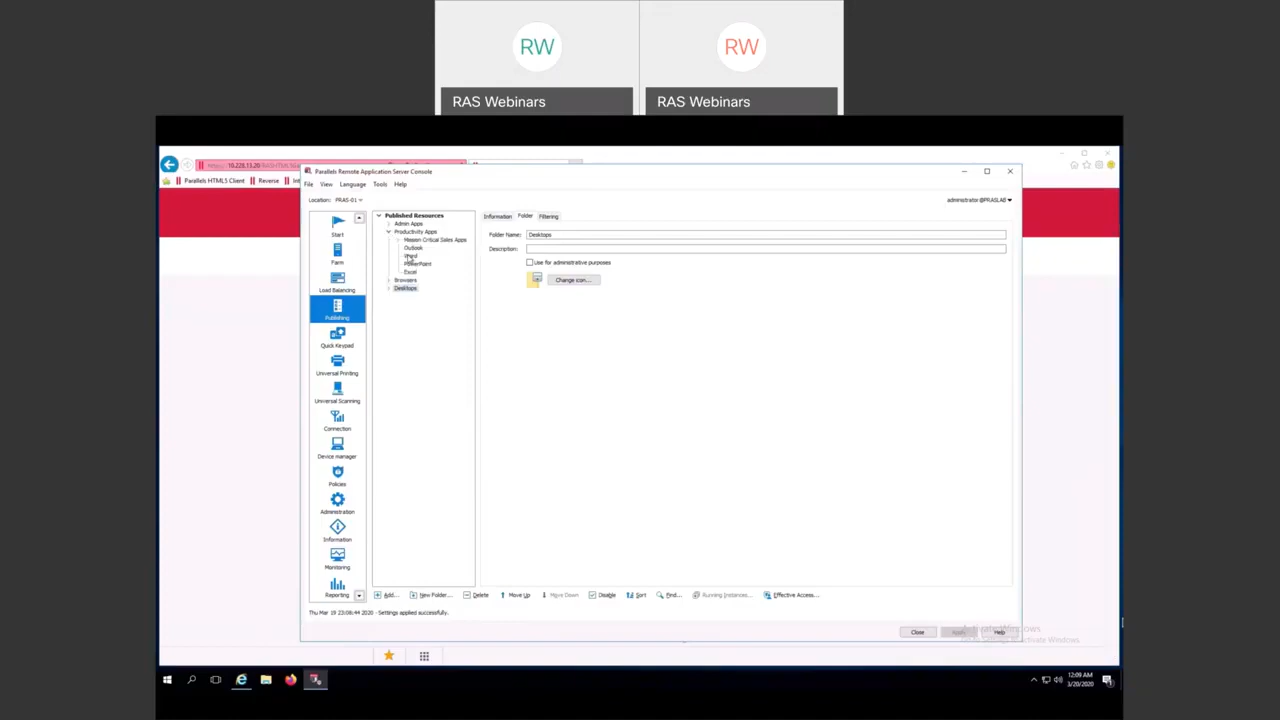 RW
RW
RAS Webinars
RAS Webinars
Parallels HTML5 Client
Reverse
Parallels Remote Application Server Console
File View Language Tools Help
Location: PRAS-01
administrator@PRASLAB
Start
Farm
Load Balancing
Publishing
Quick Keypad
Universal Printing
Universal Scanning
Connection
Device manager
Policies
Administration
Information
Monitoring
Reporting
Published Resources
Admin Apps
Productivity Apps
Mission Critical Sales Apps
Outlook
Word
PowerPoint
Excel
Browsers
Desktops
Information Folder Filtering
Folder Name: Desktops
Description:
Use for administrative purposes
Change icon...
Add... New Folder... Delete Move Up Move Down Disable Sort Find... Running Instances... Effective Access...
Thu Mar 19 23:08:44 2020 - Settings applied successfully.
Close Apply Help
Activate Windows
12:09 AM
3/20/2020